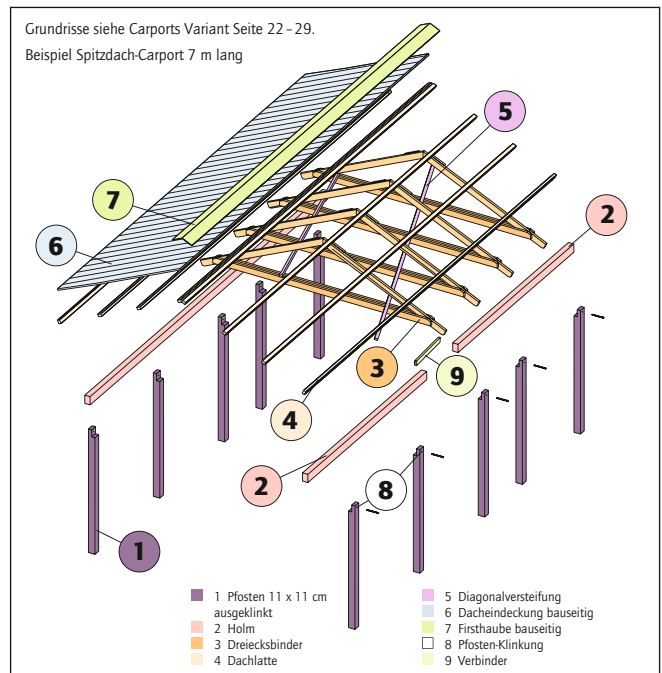 Grundrisse siehe Carports Variant Seite 22 – 29.
Beispiel Spitzdach-Carport 7 m lang
5
2
7
6
3
9
4
2
8
1
1 Pfosten 11 x 11 cm
ausgeklinkt
2 Holm
3 Dreiecksbinder
4 Dachlatte
5 Diagonalversteifung
6 Dacheindeckung bauseitig
7 Firsthaube bauseitig
8 Pfosten-Klinkung
9 Verbinder